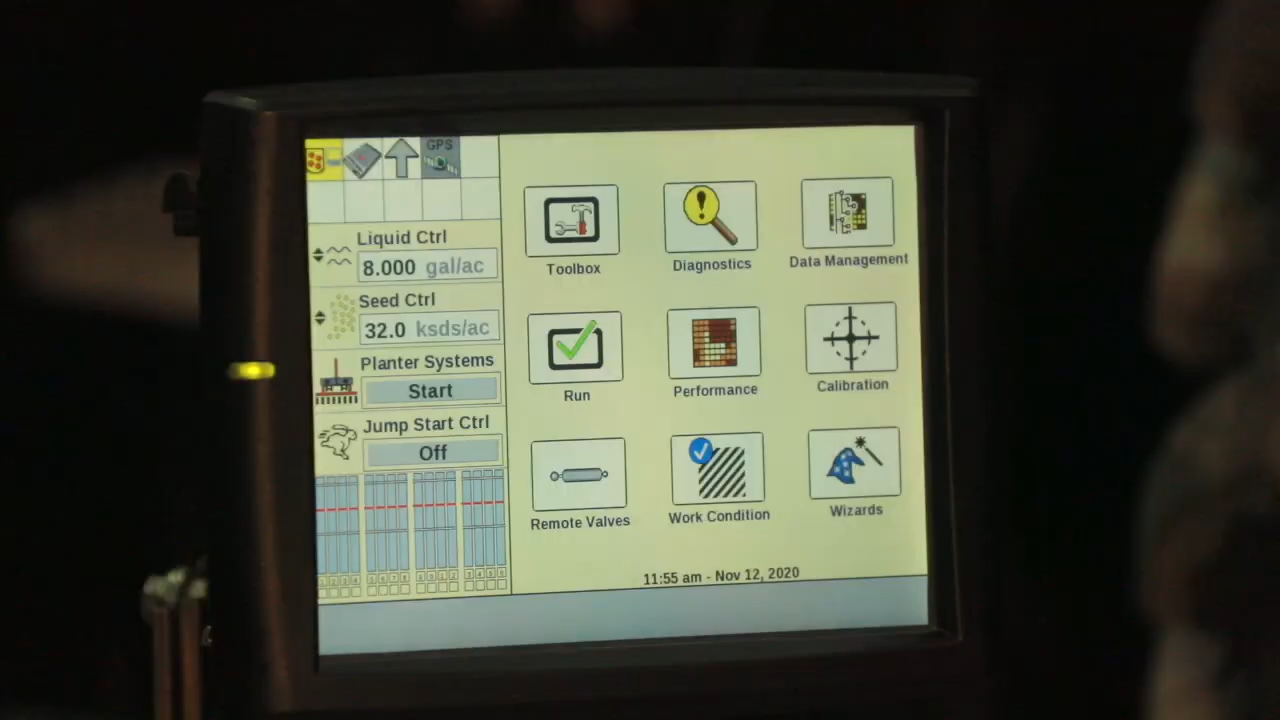 GPS
Liquid Ctrl
8.000 gal/ac
Seed Ctrl
32.0 ksds/ac
Planter Systems
Start
Jump Start Ctrl
Off
Toolbox
Diagnostics
Data Management
Run
Performance
Calibration
Remote Valves
Work Condition
Wizards
11:55 am - Nov 12, 2020